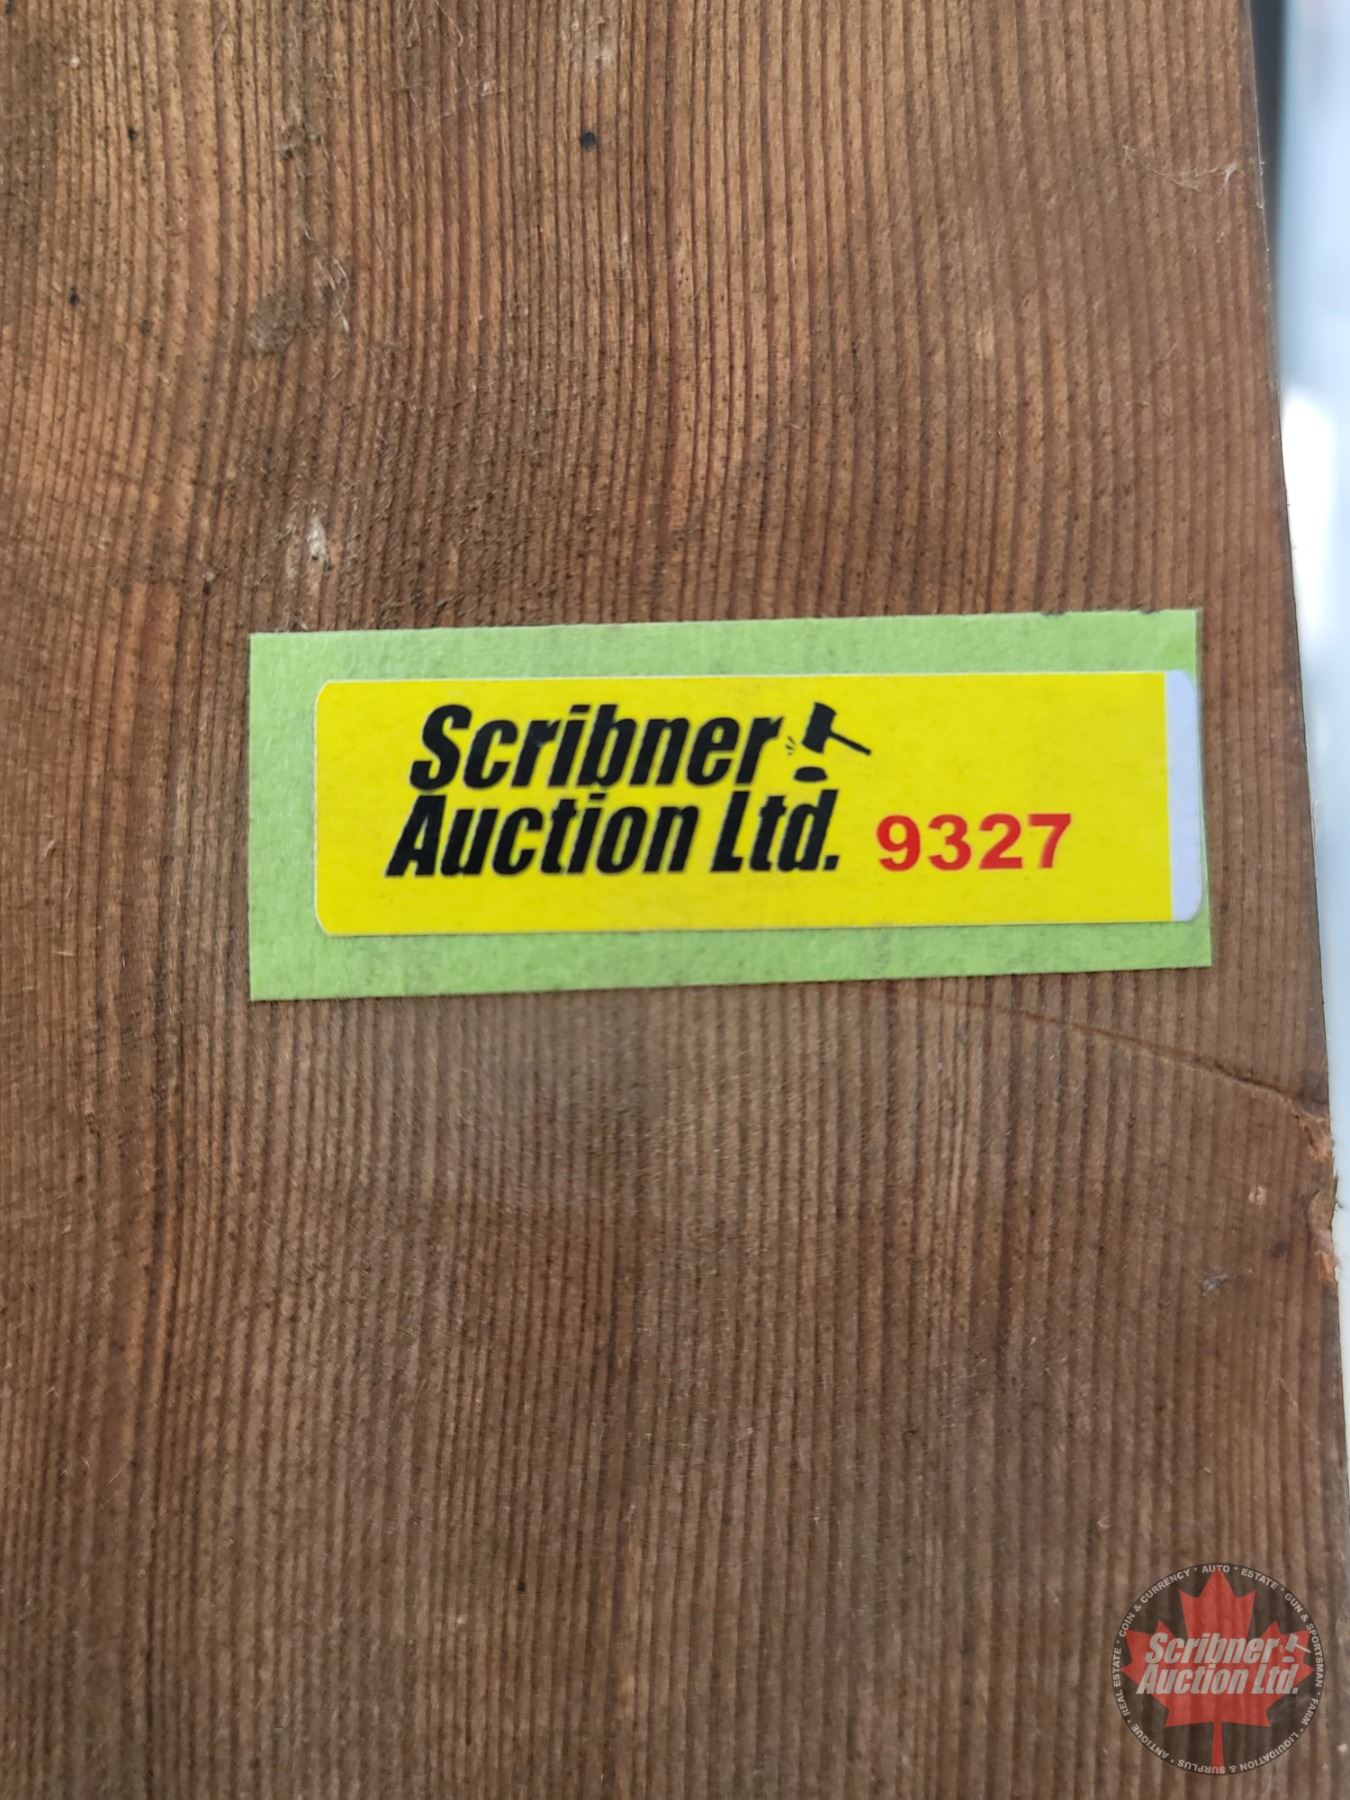 Scribner
Auction Ltd. 9327
COIN & CURRENCY • AUTO • ESTATE • GUN & SPORTSMAN • FARM • LIQUIDATION & SURPLUS • ANTIQUE • REAL ESTATE •
Scribner
Auction Ltd.